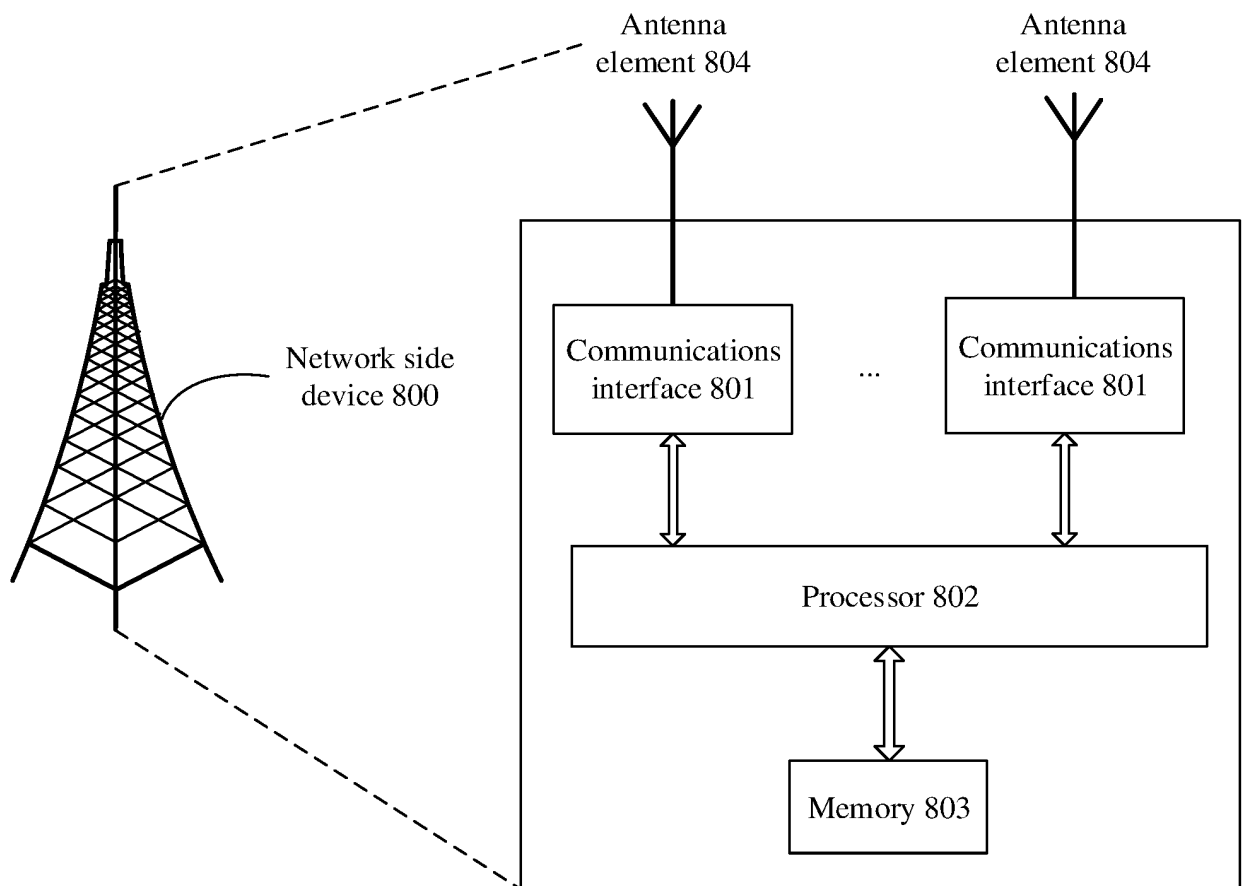 Antenna
element 804
Antenna
element 804
Network side
device 800
Communications
interface 801
...
Communications
interface 801
Processor 802
Memory 803